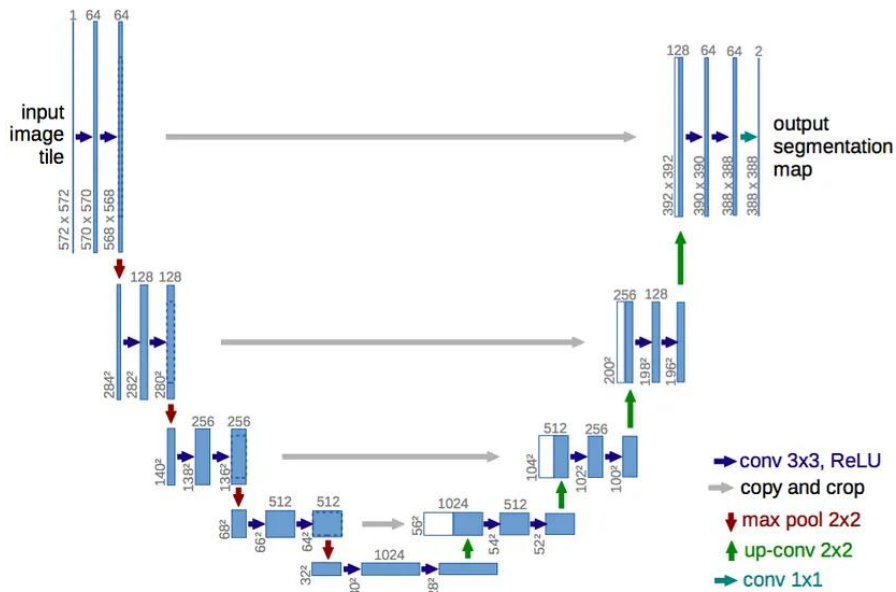 1
64
64
input
image
tile
572 x 572
570 x 570
568 x 568
128
64
64
2
output
segmentation
map
392 x 392
390 x 390
388 x 388
388 x 388
128
128
284²
282²
280²
256
128
200²
198²
196²
256
256
140²
138²
136²
512
256
104²
102²
100²
512
512
68²
66²
64²
1024
512
56²
54²
52²
1024
32²
30²
28²
conv 3x3, ReLU
copy and crop
max pool 2x2
up-conv 2x2
conv 1x1